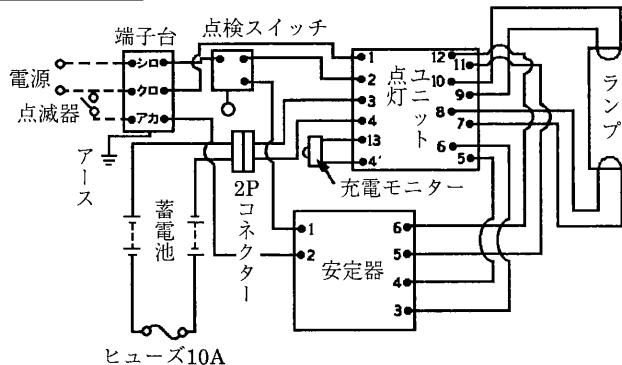 端子台
点検スイッチ
電源
シロ
クロ
アカ
点滅器
アース
1
2
3
4
13
4'
点灯ユニット
12
11
10
9
8
7
6
5
ランプ
充電モニター
2Pコネクター
蓄電池
ヒューズ10A
1
2
安定器
6
5
4
3